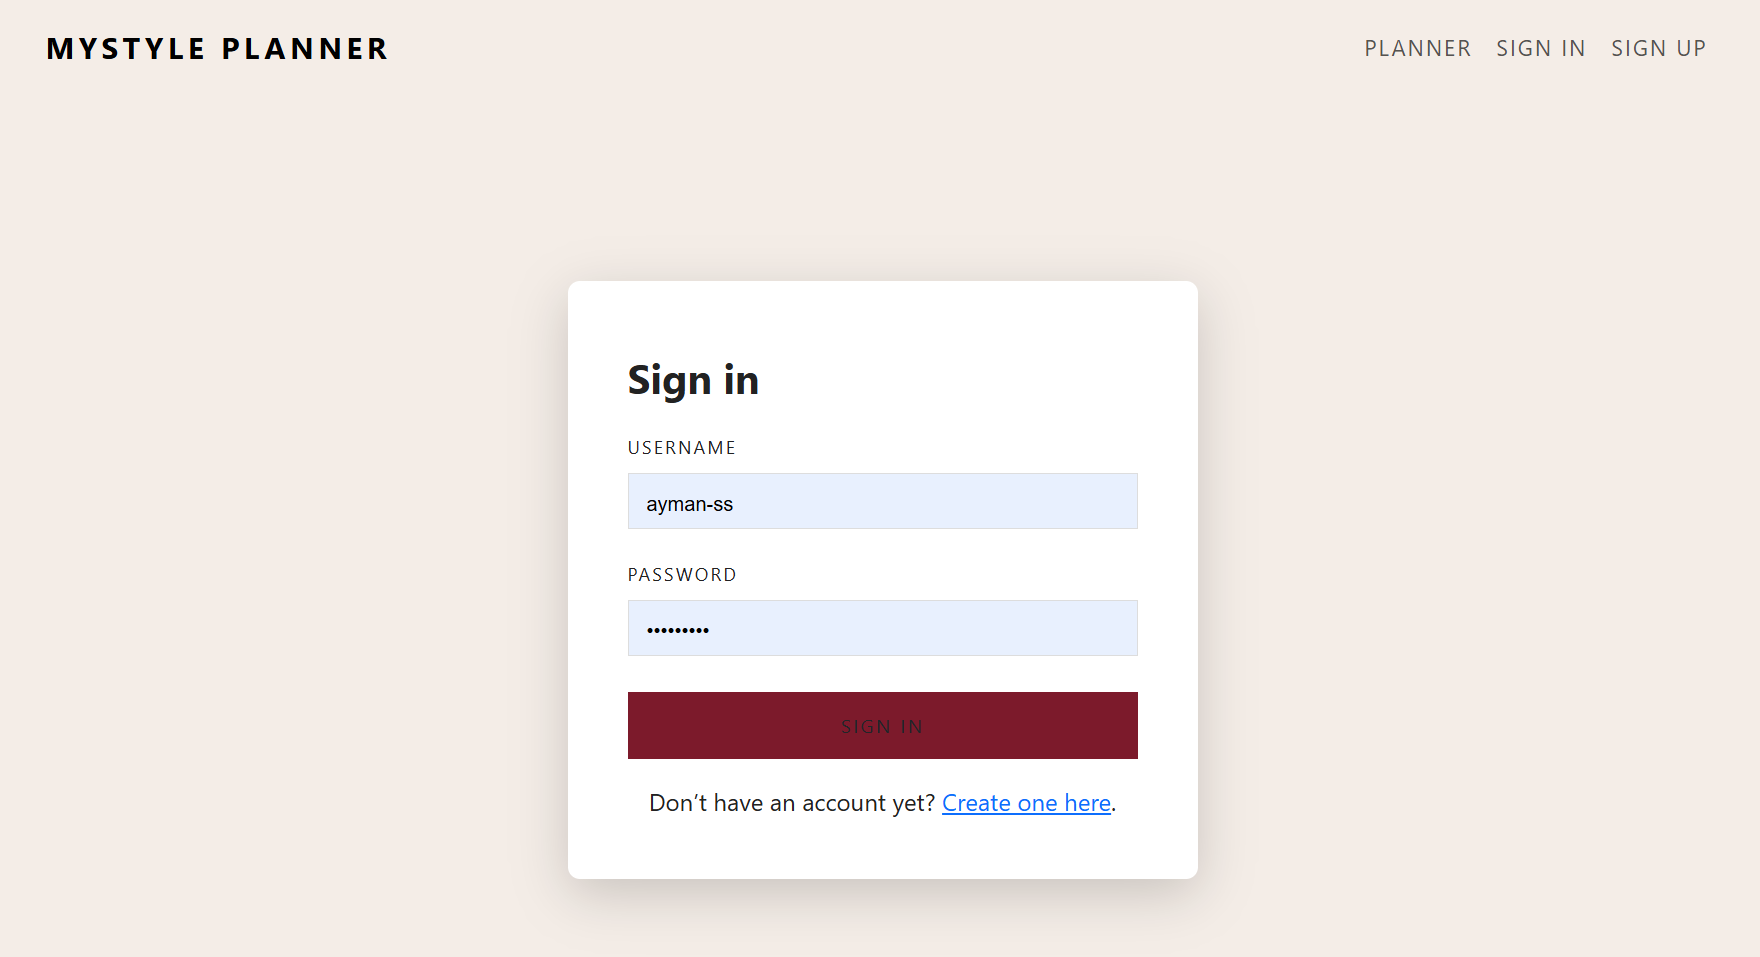 MYSTYLE PLANNER
PLANNER SIGN IN SIGN UP
Sign in
USERNAME
ayman-ss
PASSWORD
•••••••••
SIGN IN
Don’t have an account yet? Create one here.